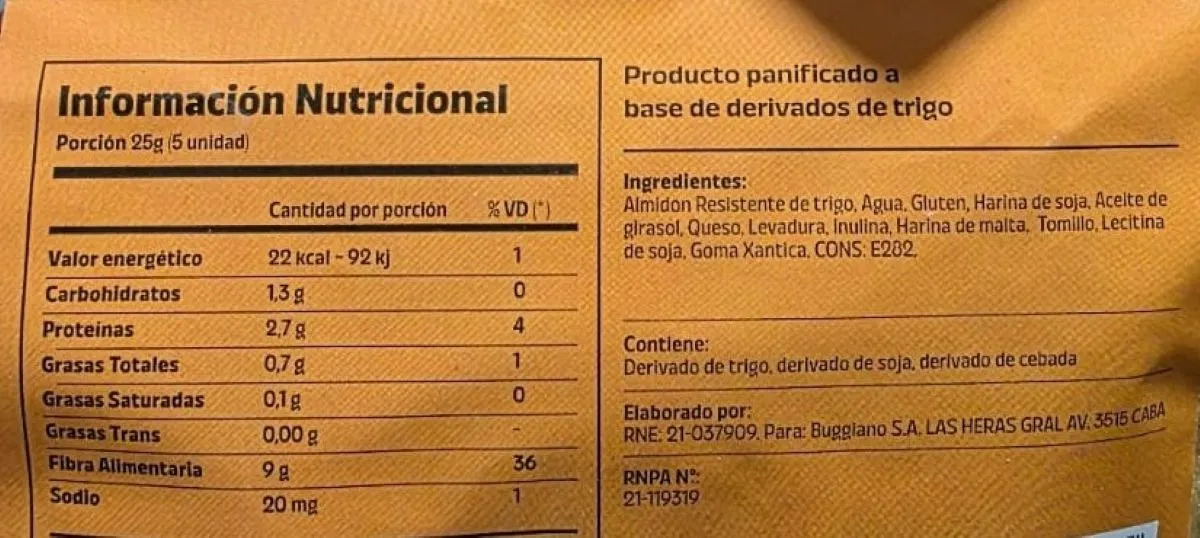 Información Nutricional
Porción 25g (5 unidad)
Cantidad por porción % VD (*)
Valor energético 22 kcal - 92 kj 1
Carbohidratos 1,3 g 0
Proteínas 2,7 g 4
Grasas Totales 0,7 g 1
Grasas Saturadas 0,1 g 0
Grasas Trans 0,00 g -
Fibra Alimentaria 9 g 36
Sodio 20 mg 1
Producto panificado a
base de derivados de trigo
Ingredientes:
Almidon Resistente de trigo, Agua, Gluten, Harina de soja, Aceite de
girasol, Queso, Levadura, Inulina, Harina de malta, Tomillo, Lecitina
de soja, Goma Xantica, CONS: E282.
Contiene:
Derivado de trigo, derivado de soja, derivado de cebada
Elaborado por:
RNE: 21-037909. Para: Buggiano S.A. LAS HERAS GRAL AV. 3515 CABA
RNPA Nº:
21-119319